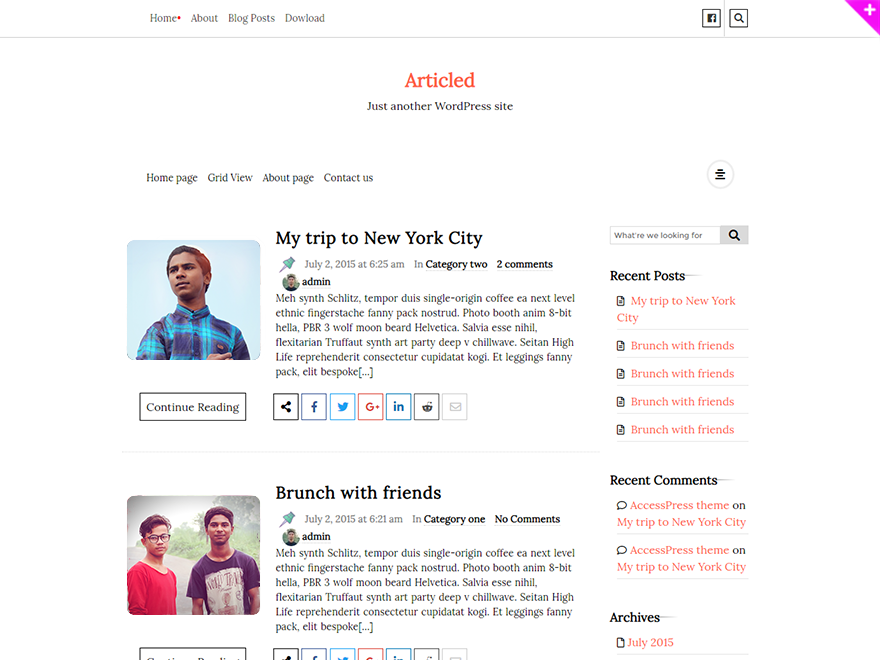 Home• About Blog Posts Dowload
Articled
Just another WordPress site
Home page Grid View About page Contact us
My trip to New York City
July 2, 2015 at 6:25 am In Category two 2 comments
admin
Meh synth Schlitz, tempor duis single-origin coffee ea next level
ethnic fingerstache fanny pack nostrud. Photo booth anim 8-bit
hella, PBR 3 wolf moon beard Helvetica. Salvia esse nihil,
flexitarian Truffaut synth art party deep v chillwave. Seitan High
Life reprehenderit consectetur cupidatat kogi. Et leggings fanny
pack, elit bespoke[...]
Continue Reading
Brunch with friends
July 2, 2015 at 6:21 am In Category one No Comments
admin
Meh synth Schlitz, tempor duis single-origin coffee ea next level
ethnic fingerstache fanny pack nostrud. Photo booth anim 8-bit
hella, PBR 3 wolf moon beard Helvetica. Salvia esse nihil,
flexitarian Truffaut synth art party deep v chillwave. Seitan High
Life reprehenderit consectetur cupidatat kogi. Et leggings fanny
pack, elit bespoke[...]
Continue Reading
What're we looking for
Recent Posts
My trip to New York
City
Brunch with friends
Brunch with friends
Brunch with friends
Brunch with friends
Recent Comments
AccessPress theme on
My trip to New York City
AccessPress theme on
My trip to New York City
Archives
July 2015